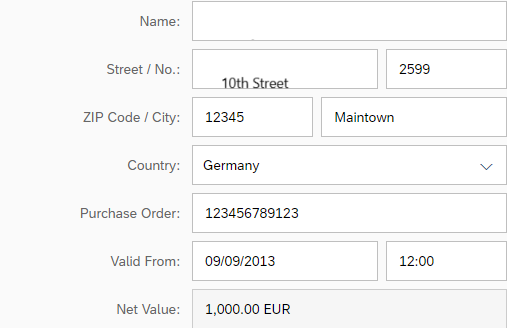 Name:
Street / No.: 10th Street 2599
ZIP Code / City: 12345 Maintown
Country: Germany
Purchase Order: 123456789123
Valid From: 09/09/2013 12:00
Net Value: 1,000.00 EUR